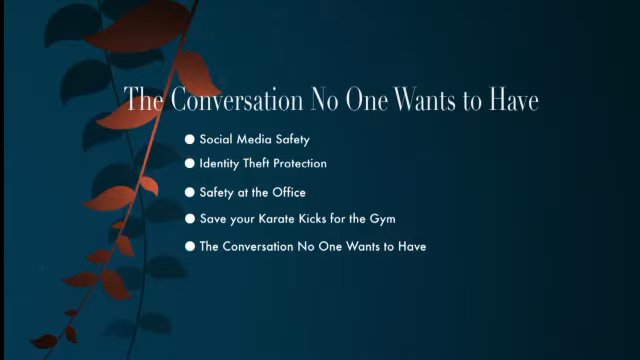 The Conversation No One Wants to Have
● Social Media Safety
● Identity Theft Protection
● Safety at the Office
● Save your Karate Kicks for the Gym
● The Conversation No One Wants to Have